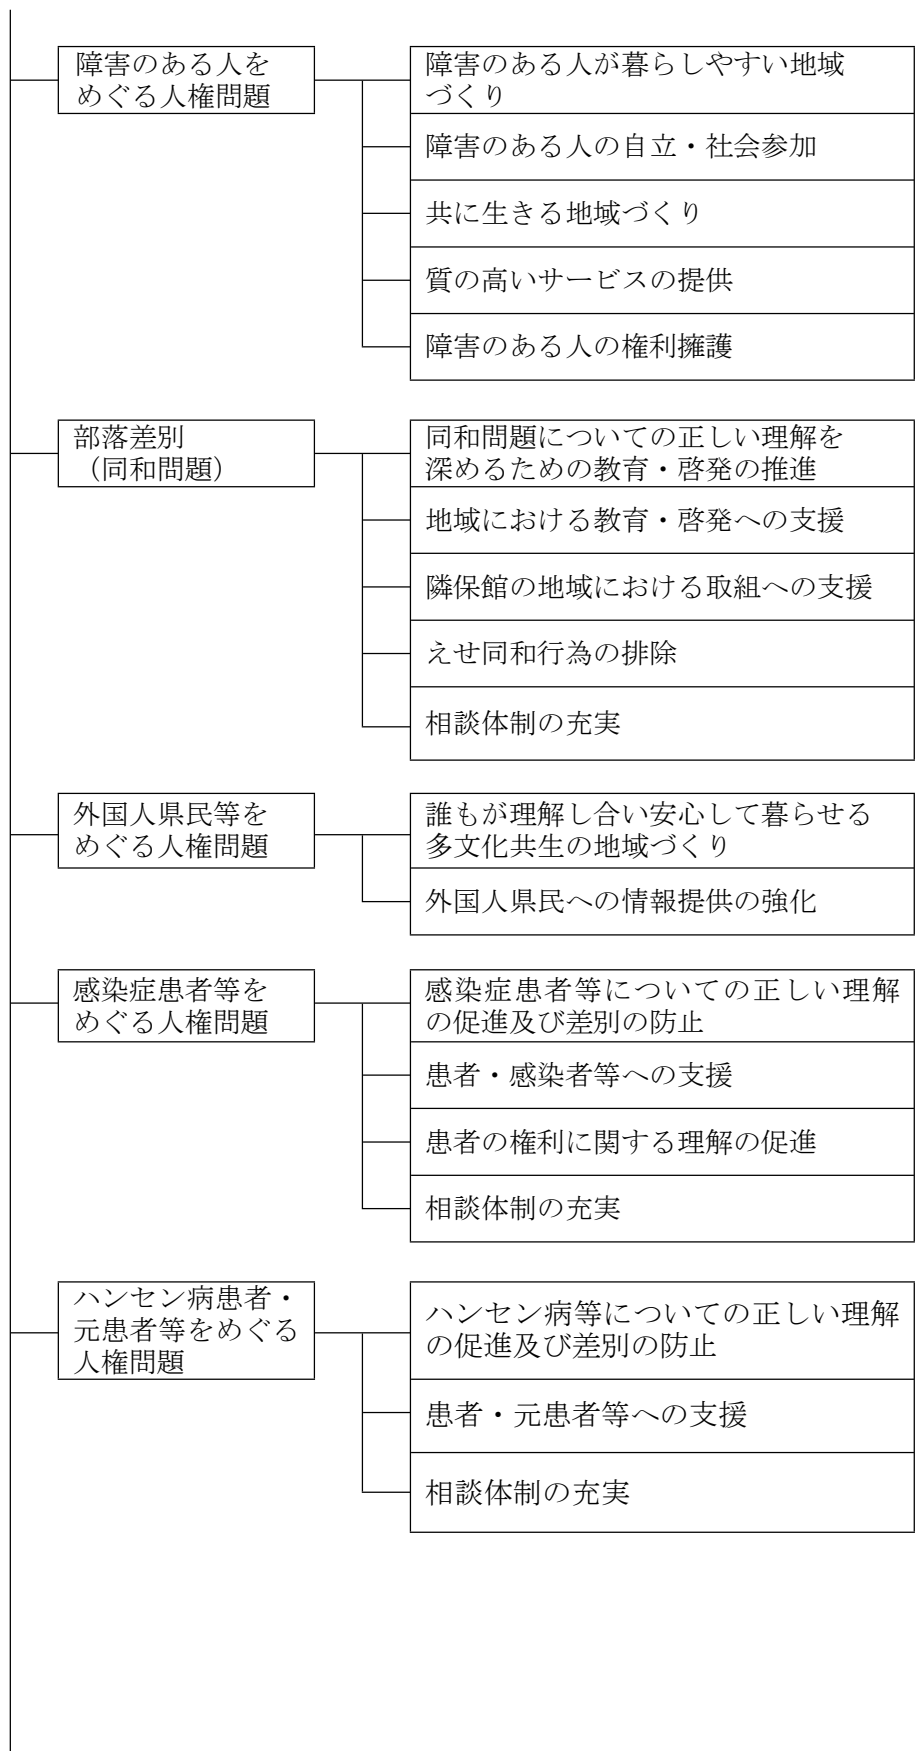 障害のある人を
めぐる人権問題
障害のある人が暮らしやすい地域
づくり
障害のある人の自立・社会参加
共に生きる地域づくり
質の高いサービスの提供
障害のある人の権利擁護
部落差別
(同和問題)
同和問題についての正しい理解を
深めるための教育・啓発の推進
地域における教育・啓発への支援
隣保館の地域における取組への支援
えせ同和行為の排除
相談体制の充実
外国人県民等を
めぐる人権問題
誰もが理解し合い安心して暮らせる
多文化共生の地域づくり
外国人県民への情報提供の強化
感染症患者等を
めぐる人権問題
感染症患者等についての正しい理解
の促進及び差別の防止
患者・感染者等への支援
患者の権利に関する理解の促進
相談体制の充実
ハンセン病患者・
元患者等をめぐる
人権問題
ハンセン病等についての正しい理解
の促進及び差別の防止
患者・元患者等への支援
相談体制の充実